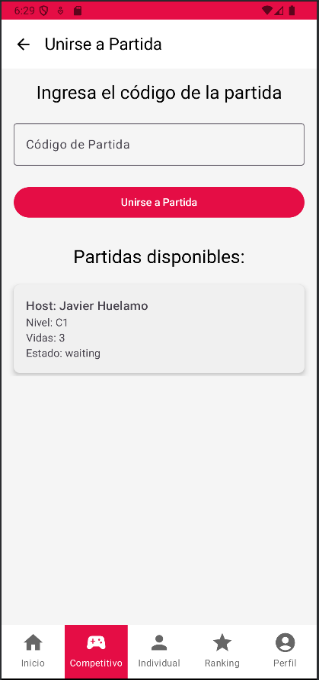 6:29
Unirse a Partida
Ingresa el código de la partida
Código de Partida
Unirse a Partida
Partidas disponibles:
Host: Javier Huelamo
Nivel: C1
Vidas: 3
Estado: waiting
Inicio Competitivo Individual Ranking Perfil